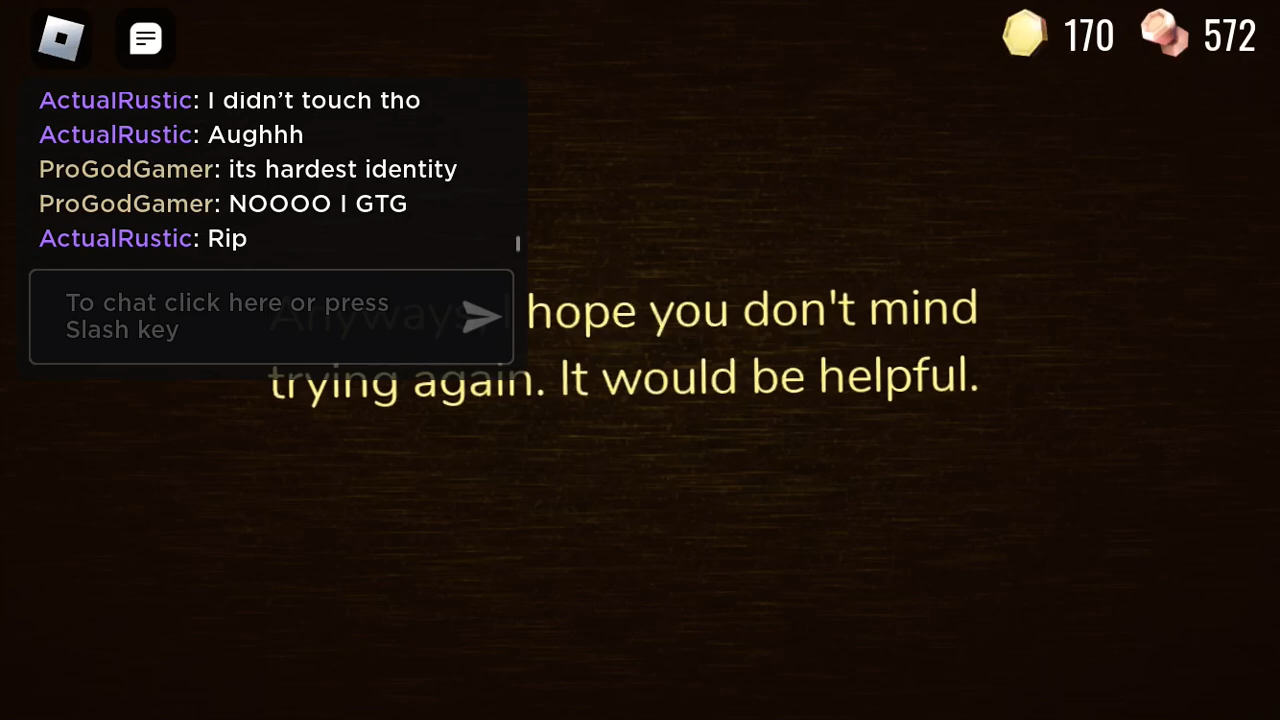 170 572
ActualRustic: I didn't touch tho
ActualRustic: Aughhh
ProGodGamer: its hardest identity
ProGodGamer: NOOOO I GTG
ActualRustic: Rip
To chat click here or press
Slash key
Anyways, I hope you don't mind
trying again. It would be helpful.